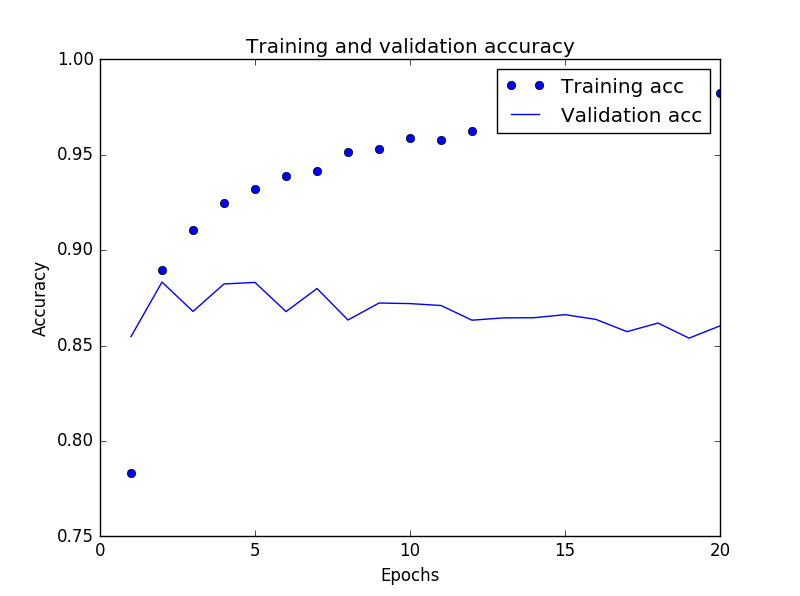 Training and validation accuracy
Training acc
Validation acc
1.00
0.95
0.90
0.85
0.80
0.75
Accuracy
0
5
10
15
20
Epochs